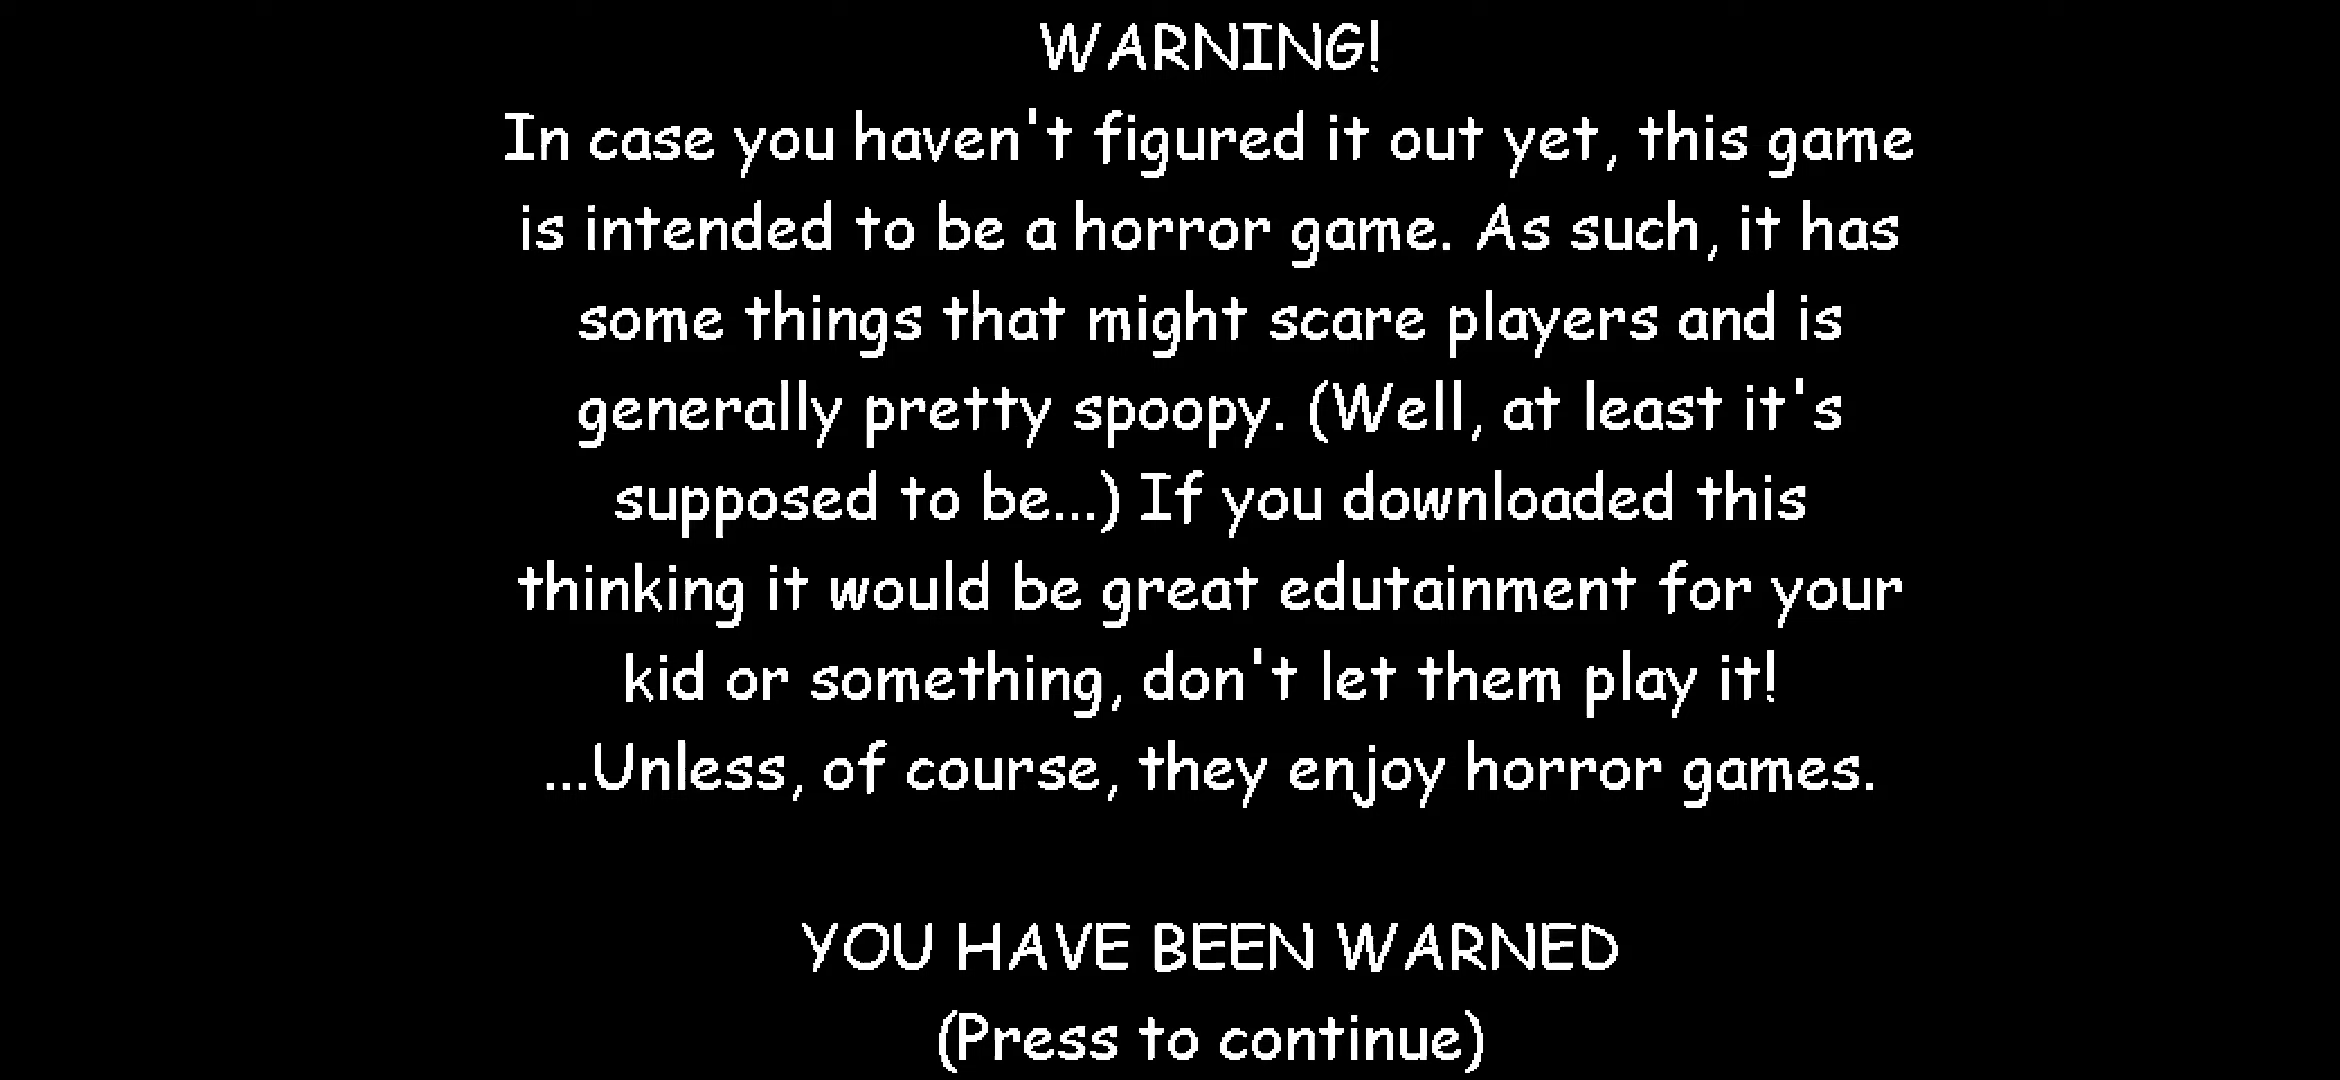 WARNING!
In case you haven't figured it out yet, this game
is intended to be a horror game. As such, it has
some things that might scare players and is
generally pretty spoopy. (Well, at least it's
supposed to be...) If you downloaded this
thinking it would be great edutainment for your
kid or something, don't let them play it!
...Unless, of course, they enjoy horror games.
YOU HAVE BEEN WARNED
(Press to continue)